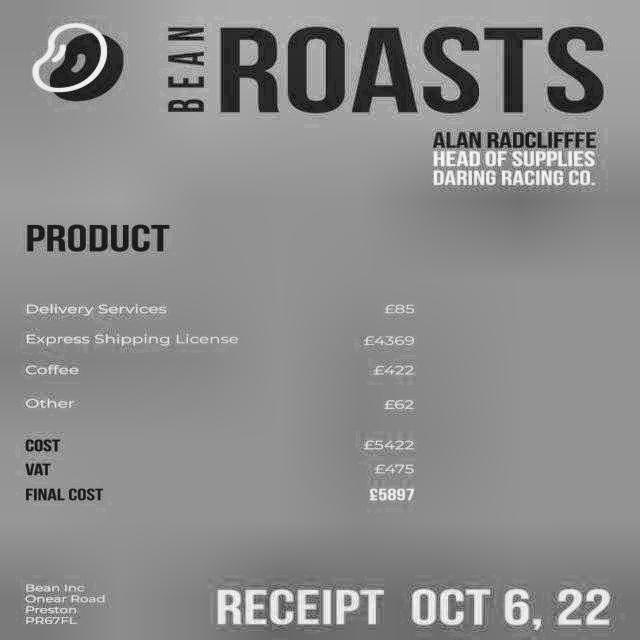 BEAN ROASTS
ALAN RADCLIFFFE
HEAD OF SUPPLIES
DARING RACING CO.
PRODUCT
Delivery Services £85
Express Shipping License £4369
Coffee £422
Other £62
COST £5422
VAT £475
FINAL COST £5897
Bean Inc
Onear Road
Preston
PR67FL
RECEIPT OCT 6, 22